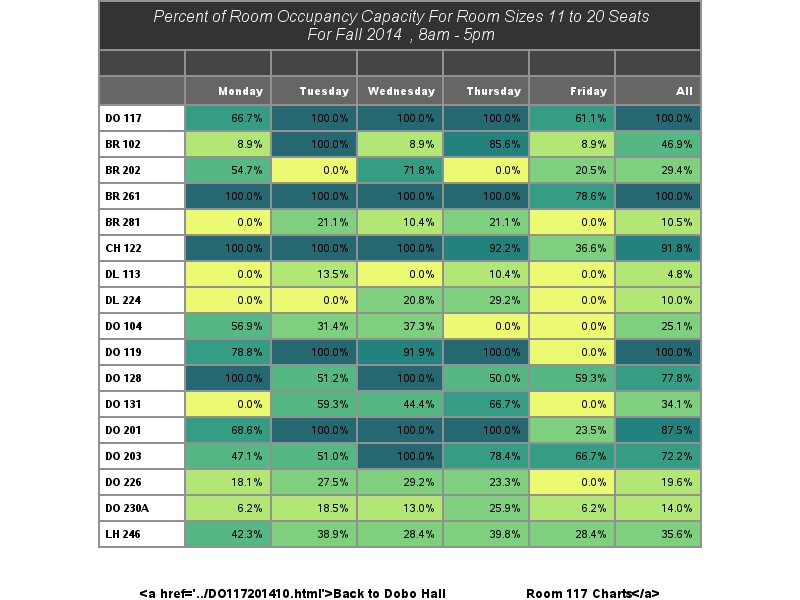 Percent of Room Occupancy Capacity For Room Sizes 11 to 20 Seats
For Fall 2014 , 8am - 5pm
Monday Tuesday Wednesday Thursday Friday All
DO 117 66.7% 100.0% 100.0% 100.0% 61.1% 100.0%
BR 102 8.9% 100.0% 8.9% 85.6% 8.9% 46.9%
BR 202 54.7% 0.0% 71.8% 0.0% 20.5% 29.4%
BR 261 100.0% 100.0% 100.0% 100.0% 78.6% 100.0%
BR 281 0.0% 21.1% 10.4% 21.1% 0.0% 10.5%
CH 122 100.0% 100.0% 100.0% 92.2% 36.6% 91.8%
DL 113 0.0% 13.5% 0.0% 10.4% 0.0% 4.8%
DL 224 0.0% 0.0% 20.8% 29.2% 0.0% 10.0%
DO 104 56.9% 31.4% 37.3% 0.0% 0.0% 25.1%
DO 119 78.8% 100.0% 91.9% 100.0% 0.0% 100.0%
DO 128 100.0% 51.2% 100.0% 50.0% 59.3% 77.8%
DO 131 0.0% 59.3% 44.4% 66.7% 0.0% 34.1%
DO 201 68.6% 100.0% 100.0% 100.0% 23.5% 87.5%
DO 203 47.1% 51.0% 100.0% 78.4% 66.7% 72.2%
DO 226 18.1% 27.5% 29.2% 23.3% 0.0% 19.6%
DO 230A 6.2% 18.5% 13.0% 25.9% 6.2% 14.0%
LH 246 42.3% 38.9% 28.4% 39.8% 28.4% 35.6%
<a href='../DO117201410.html'>Back to Dobo Hall Room 117 Charts</a>